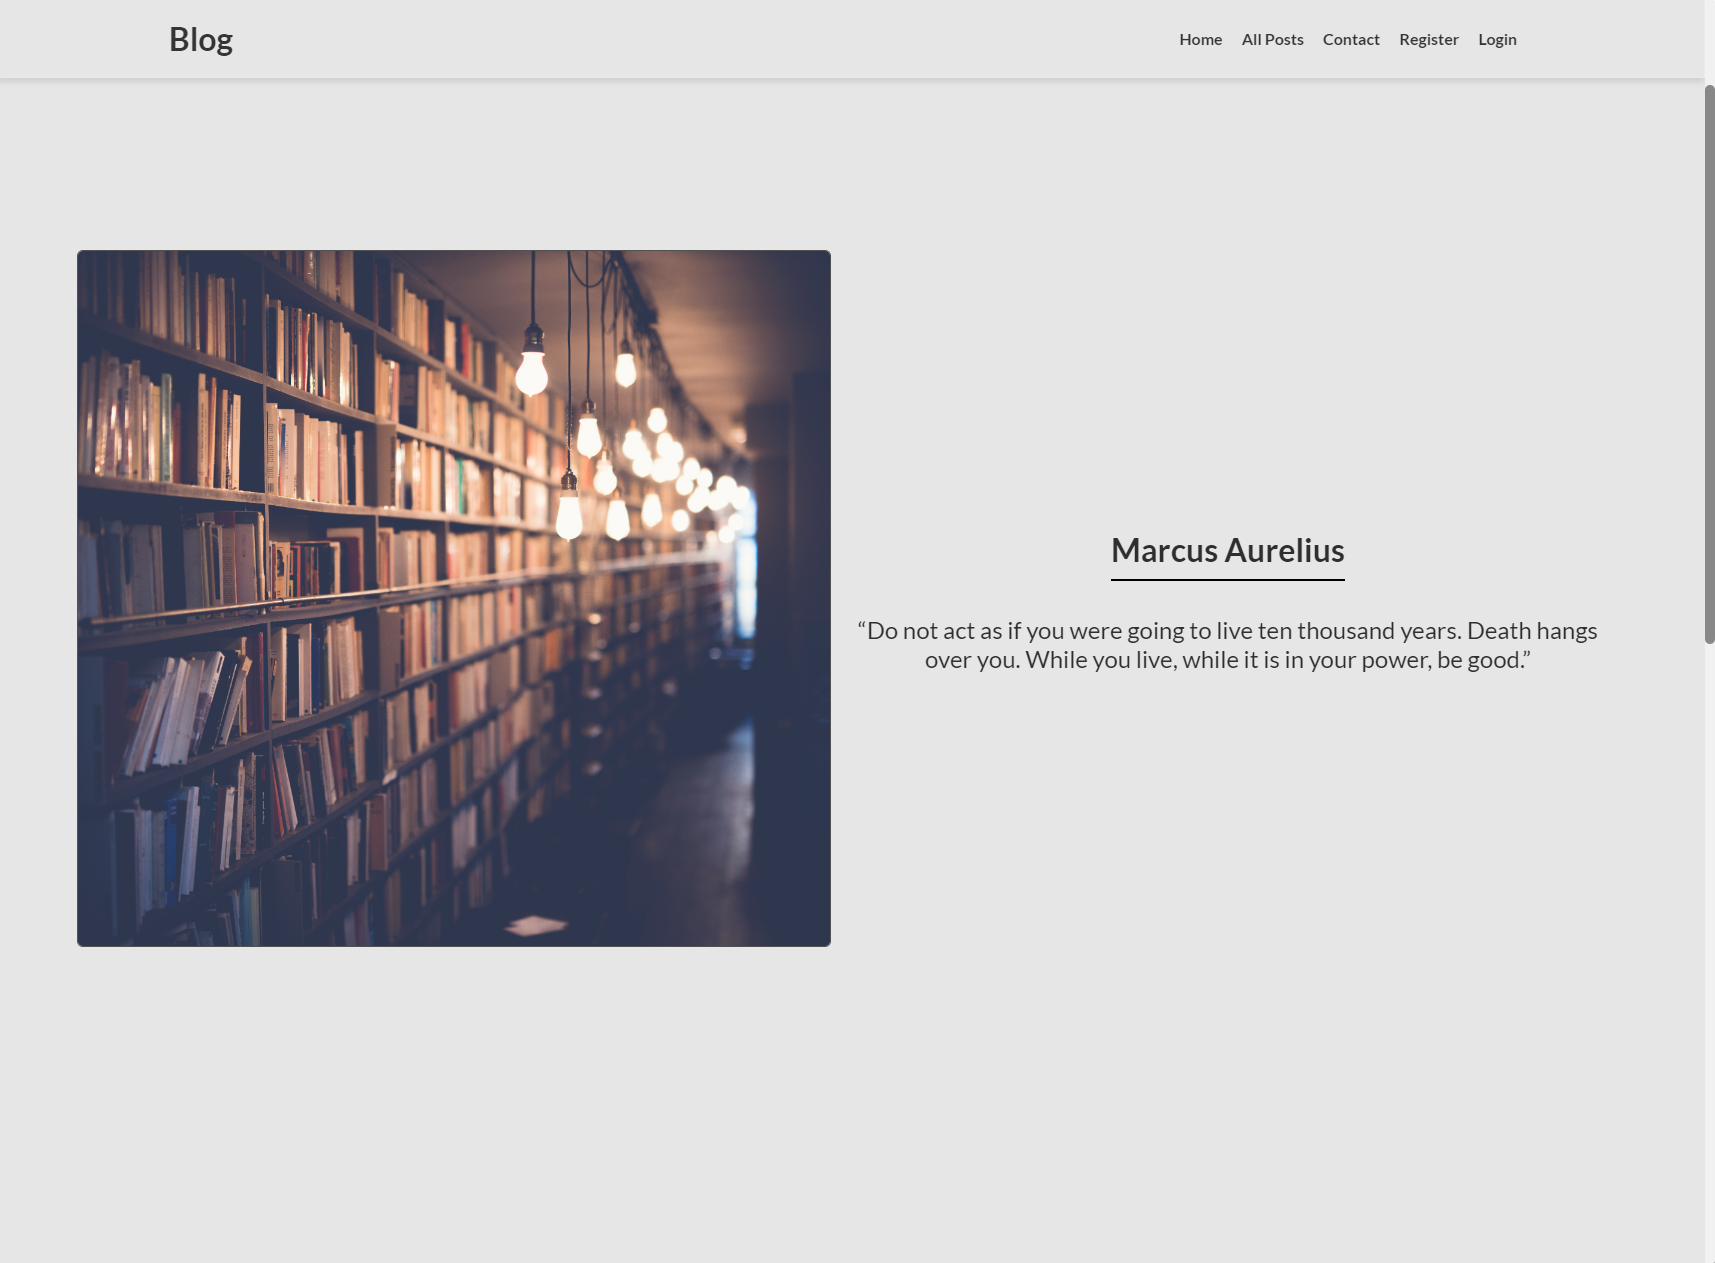 Blog
Home
All Posts
Contact
Register
Login
Marcus Aurelius
“Do not act as if you were going to live ten thousand years. Death hangs
over you. While you live, while it is in your power, be good.”